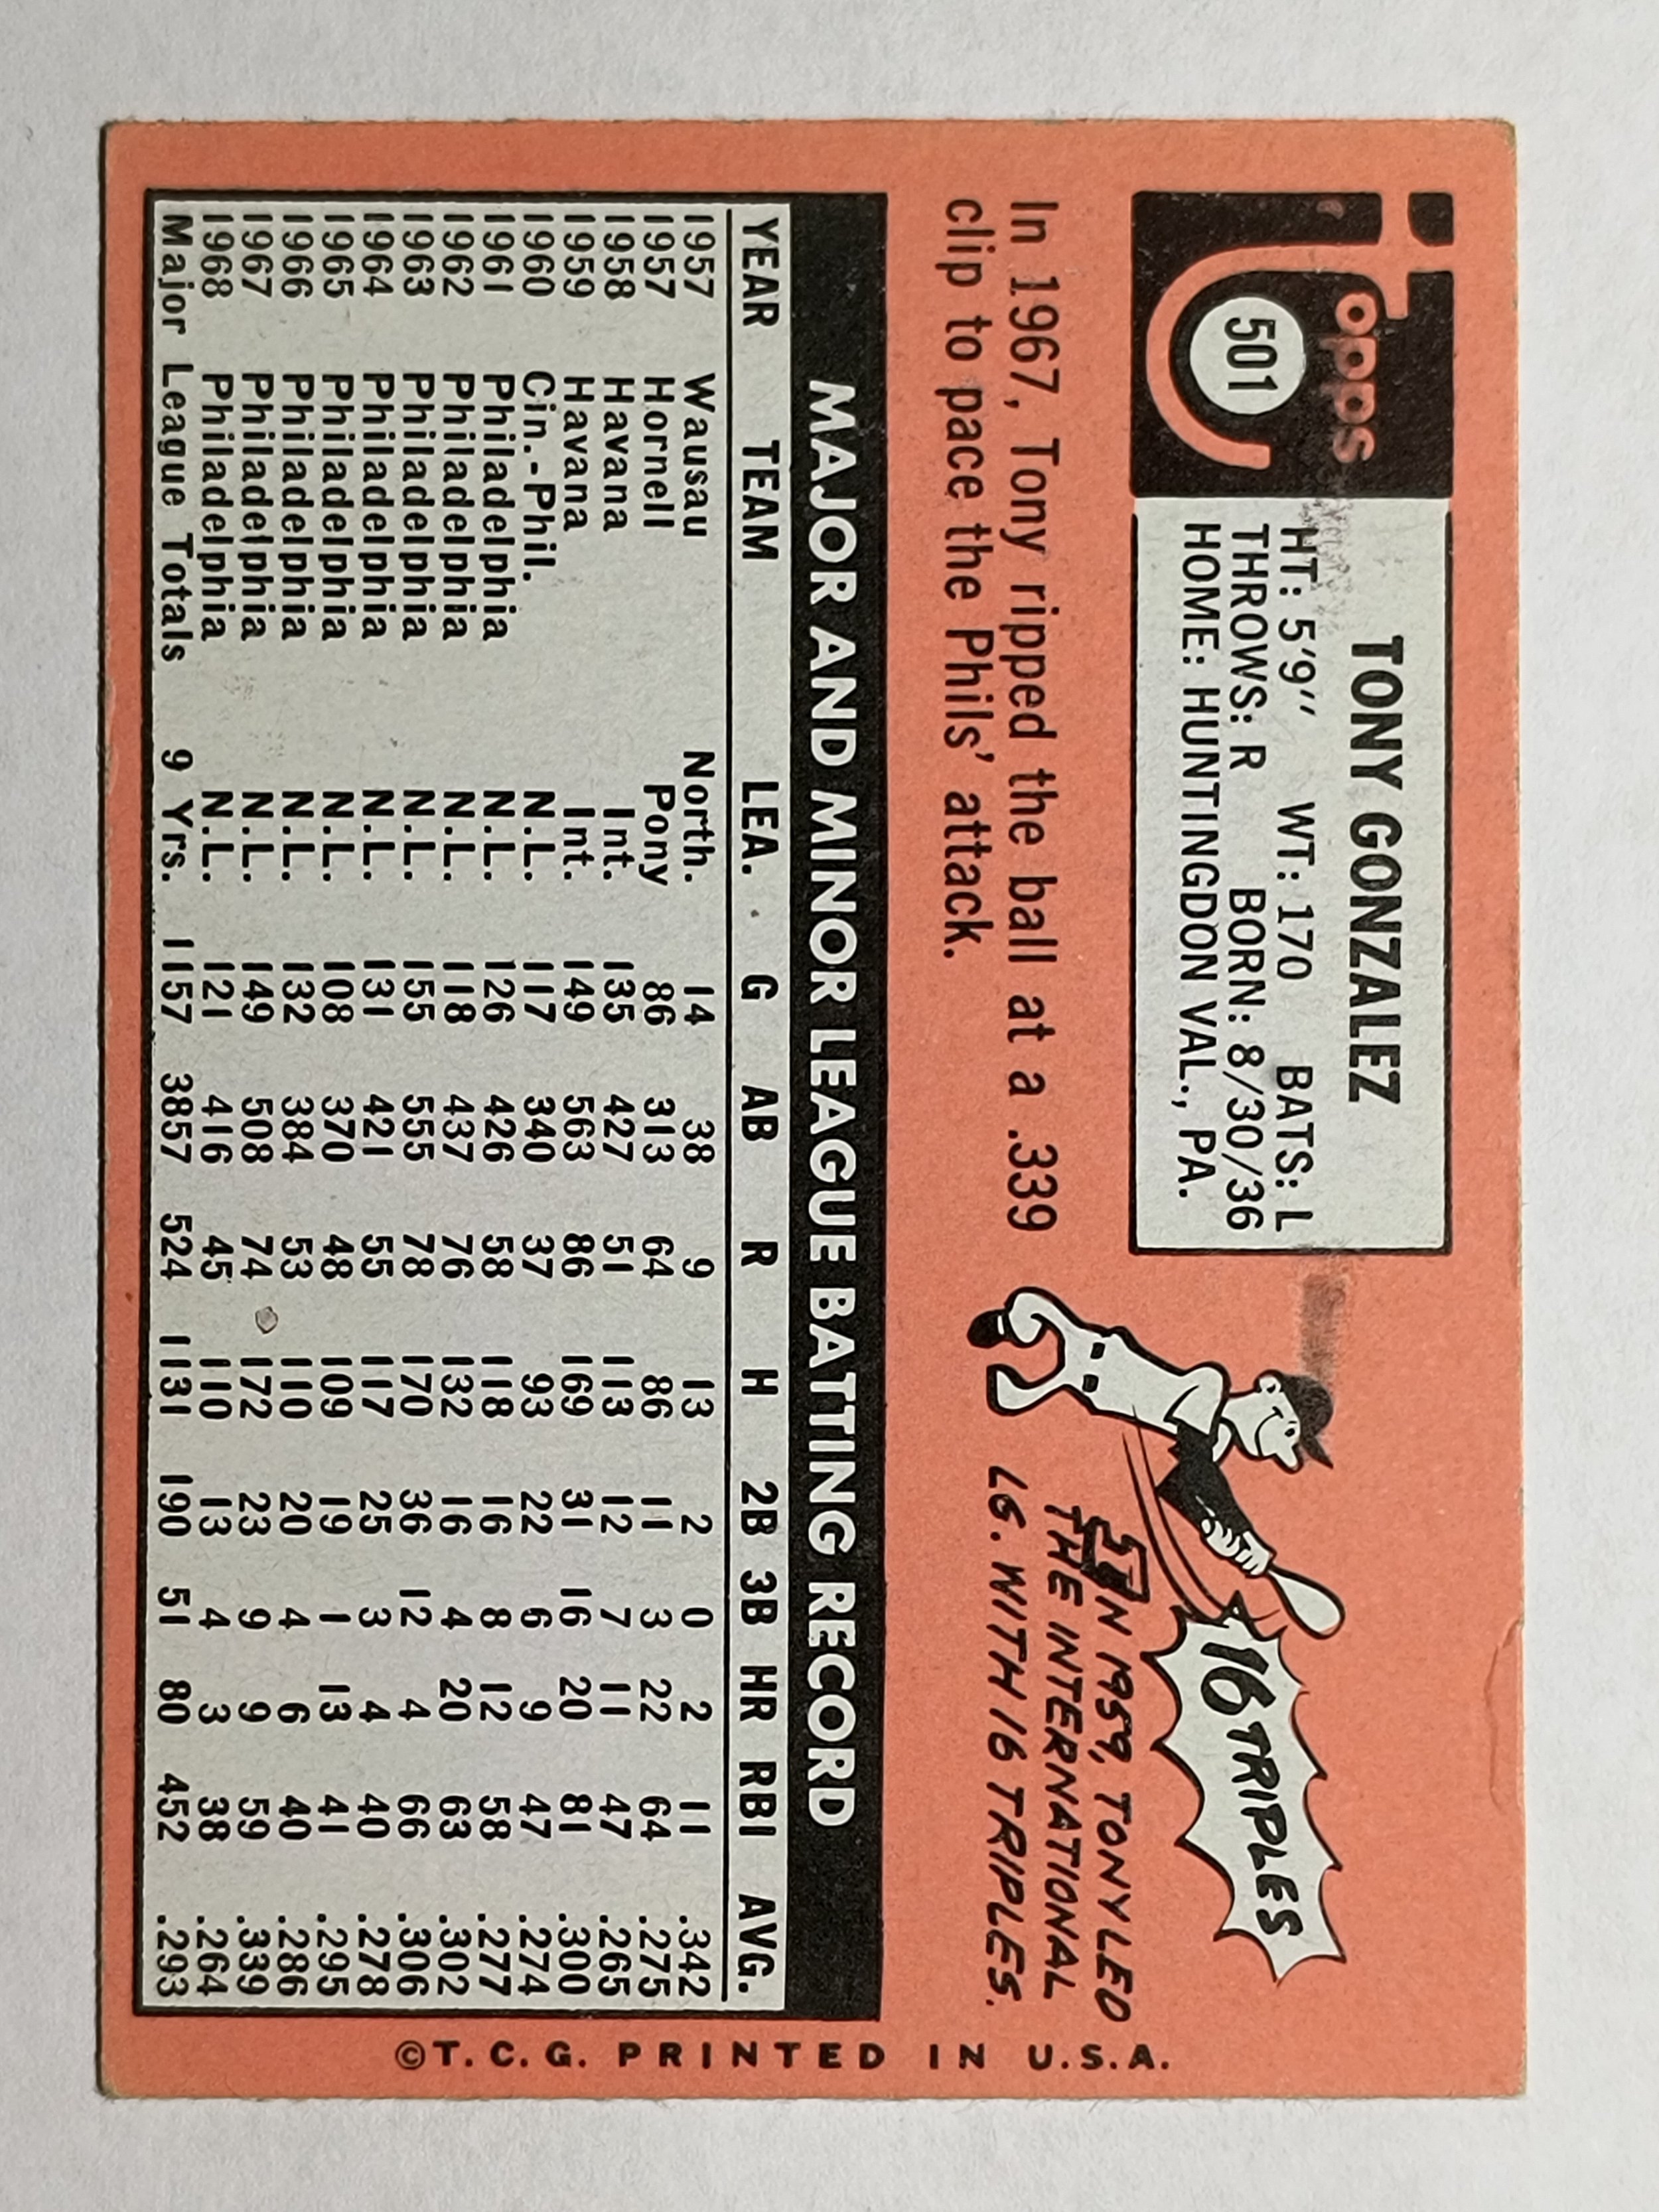 Topps
501
TONY GONZALEZ
HT: 5'9" WT: 170 BATS: L
THROWS: R BORN: 8/30/36
HOME: HUNTINGDON VAL., PA.
In 1967, Tony ripped the ball at a .339
clip to pace the Phils' attack.
16 TRIPLES
IN 1959, TONY LED
THE INTERNATIONAL
LG. WITH 16 TRIPLES.
MAJOR AND MINOR LEAGUE BATTING RECORD
YEAR TEAM LEA. G AB R H 2B 3B HR RBI AVG.
1957 Wausau North. 14 38 9 13 2 0 2 11 .342
1957 Hornell Pony 86 313 64 86 11 3 22 64 .275
1958 Havana Int. 135 427 51 113 12 7 11 47 .265
1959 Havana Int. 149 563 86 169 31 16 20 81 .300
1960 Cin.-Phil. N.L. 117 340 37 93 22 6 9 47 .274
1961 Philadelphia N.L. 126 426 58 118 16 8 12 58 .277
1962 Philadelphia N.L. 118 437 76 132 16 4 20 63 .302
1963 Philadelphia N.L. 155 555 78 170 36 12 4 66 .306
1964 Philadelphia N.L. 131 421 55 117 25 3 4 40 .278
1965 Philadelphia N.L. 108 370 48 109 19 1 13 41 .295
1966 Philadelphia N.L. 132 384 53 110 20 4 6 40 .286
1967 Philadelphia N.L. 149 508 74 172 23 9 9 59 .339
1968 Philadelphia N.L. 121 416 45 110 13 4 3 38 .264
Major League Totals 9 Yrs. 1157 3857 524 1131 190 51 80 452 .293
©T.C.G. PRINTED IN U.S.A.